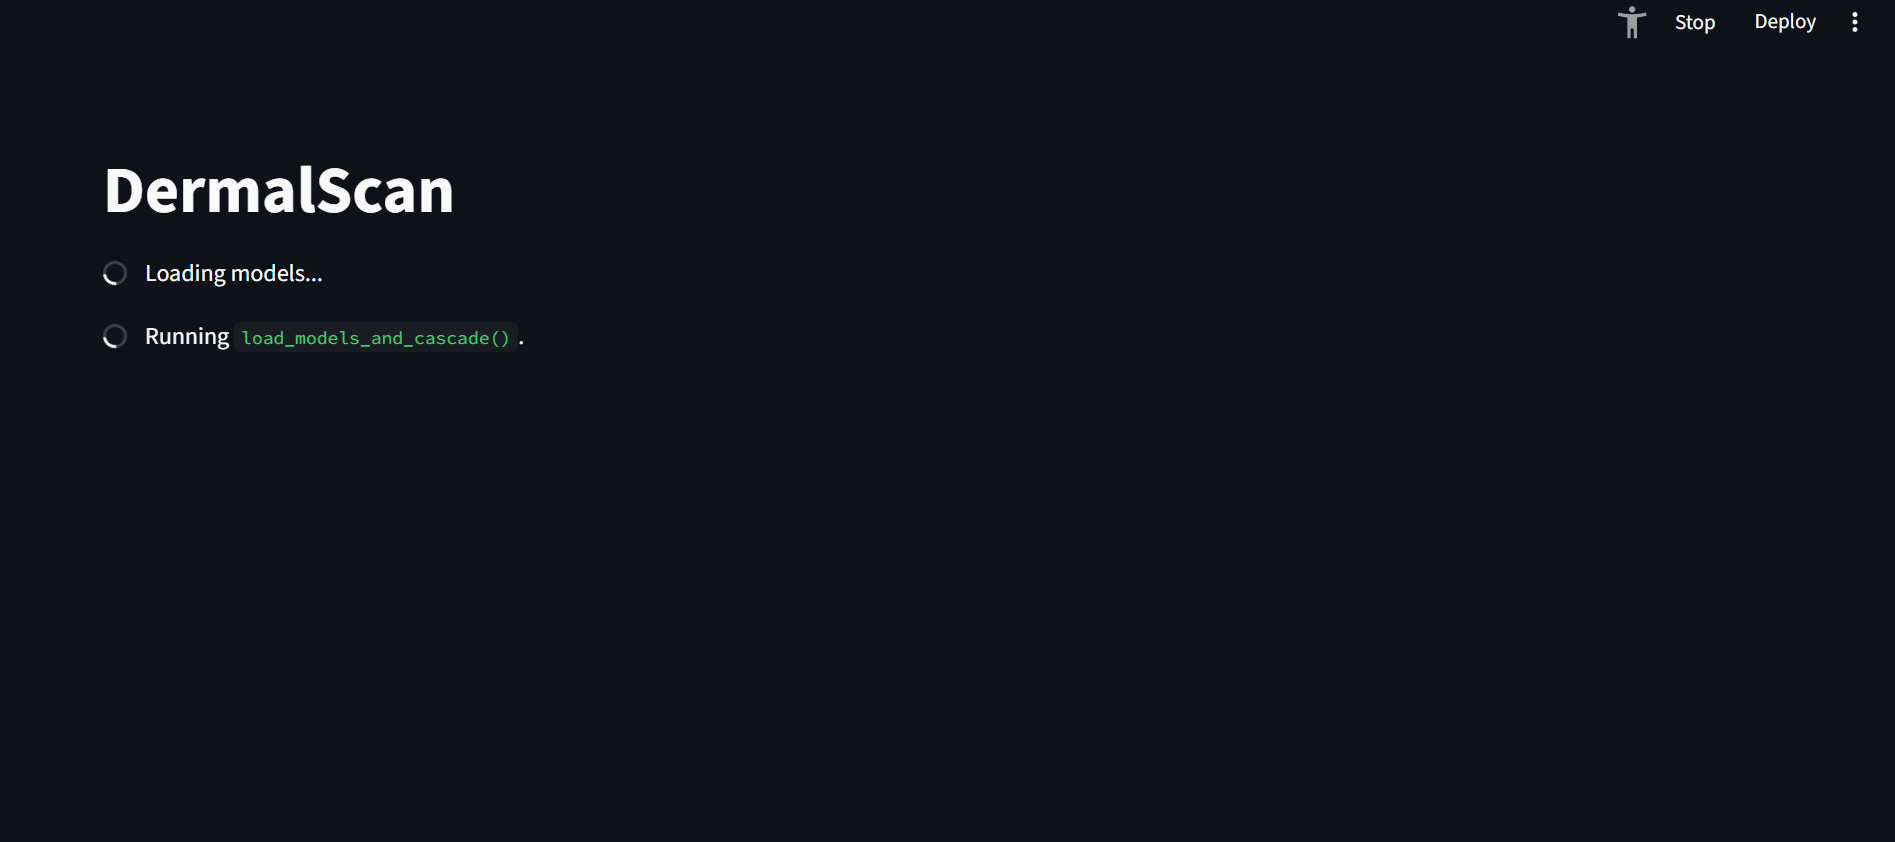 Stop Deploy
DermalScan
Loading models...
Running load_models_and_cascade().